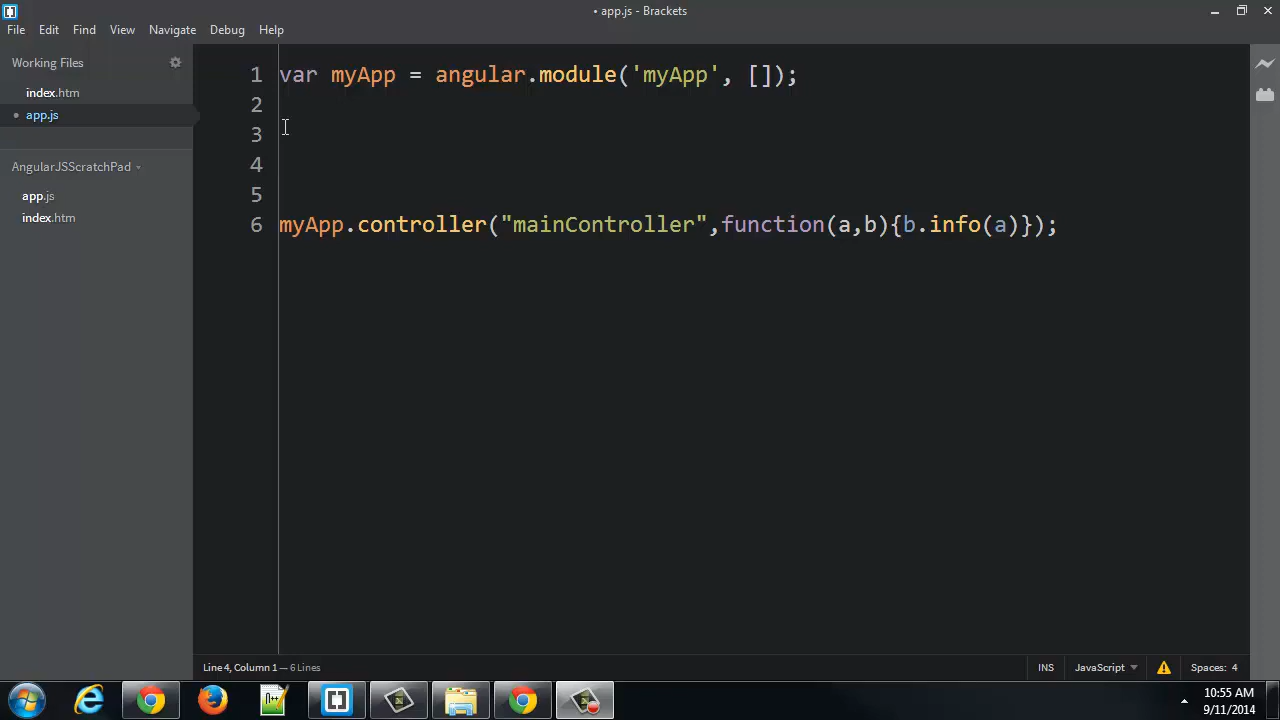 • app.js - Brackets
File Edit Find View Navigate Debug Help
Working Files
index.htm
• app.js
AngularJSScratchPad
app.js
index.htm
1 var myApp = angular.module('myApp', []);
2
3
4
5
6 myApp.controller("mainController",function(a,b){b.info(a)});
Line 4, Column 1 — 6 Lines
INS JavaScript Spaces: 4
10:55 AM
9/11/2014